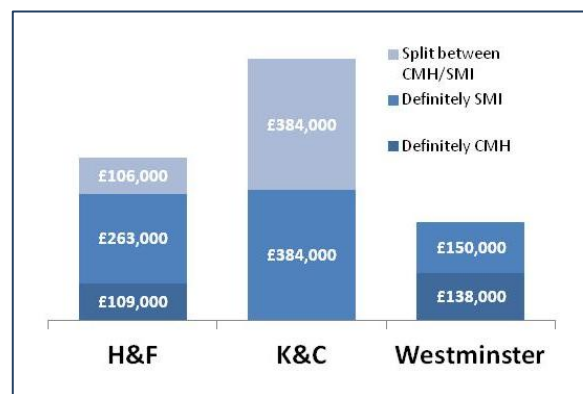 Split between
CMH/SMI
Definitely SMI
Definitely CMH
£106,000
£263,000
£109,000
£384,000
£384,000
£150,000
£138,000
H&F
K&C
Westminster